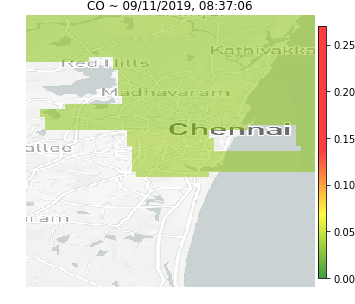 CO ~ 09/11/2019, 08:37:06
Kathivakka
Red Hills
Madhavaram
Chennai
allee
ram
0.25
0.20
0.15
0.10
0.05
0.00